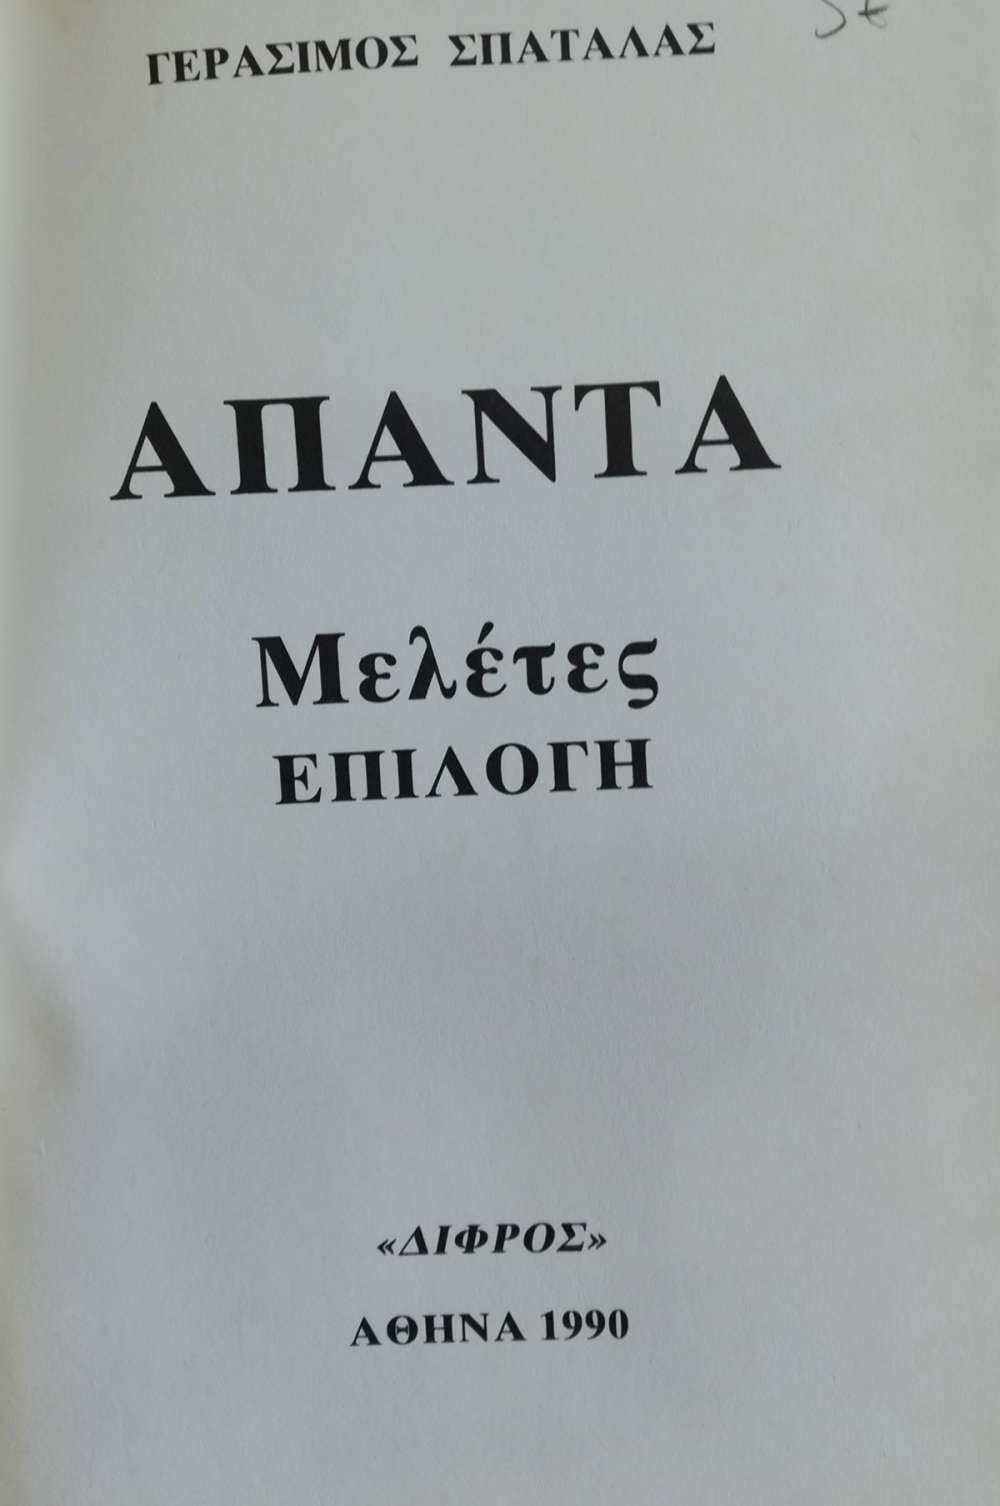 ΓΕΡΑΣΙΜΟΣ ΣΠΑΤΑΛΑΣ
ΑΠΑΝΤΑ
Μελέτες
ΕΠΙΛΟΓΗ
«ΔΙΦΡΟΣ»
ΑΘΗΝΑ 1990